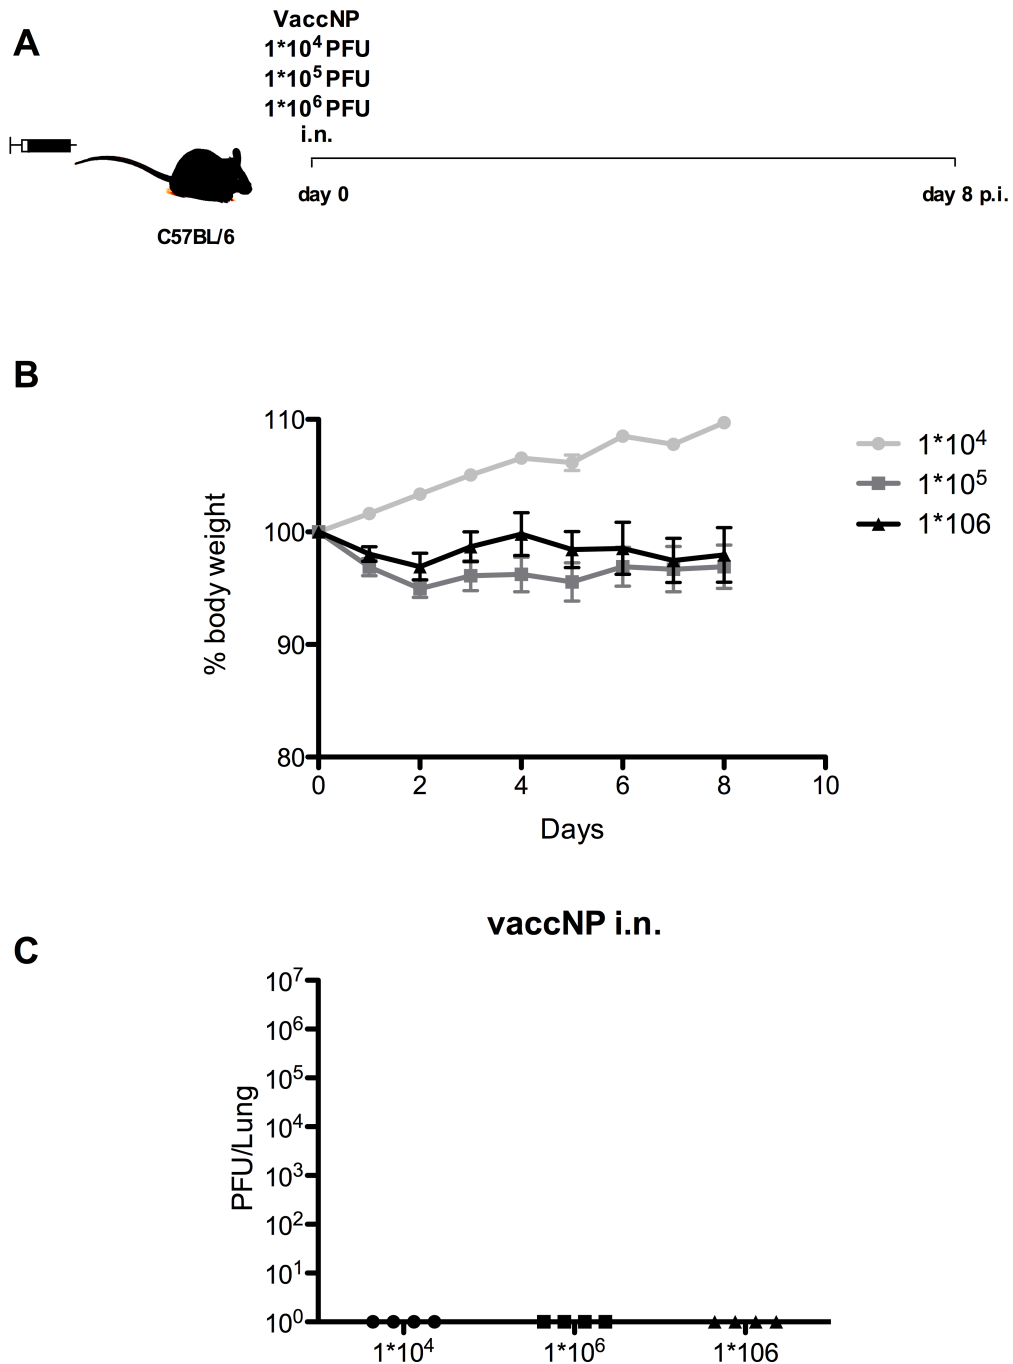 A
VaccNP
1*10⁴ PFU
1*10⁵ PFU
1*10⁶ PFU
i.n.
day 0
day 8 p.i.
C57BL/6
B
110
100
90
80
% body weight
0 2 4 6 8 10
Days
1*10⁴
1*10⁵
1*106
C
vaccNP i.n.
10⁷
10⁶
10⁵
10⁴
10³
10²
10¹
10⁰
PFU/Lung
1*10⁴ 1*10⁶ 1*106